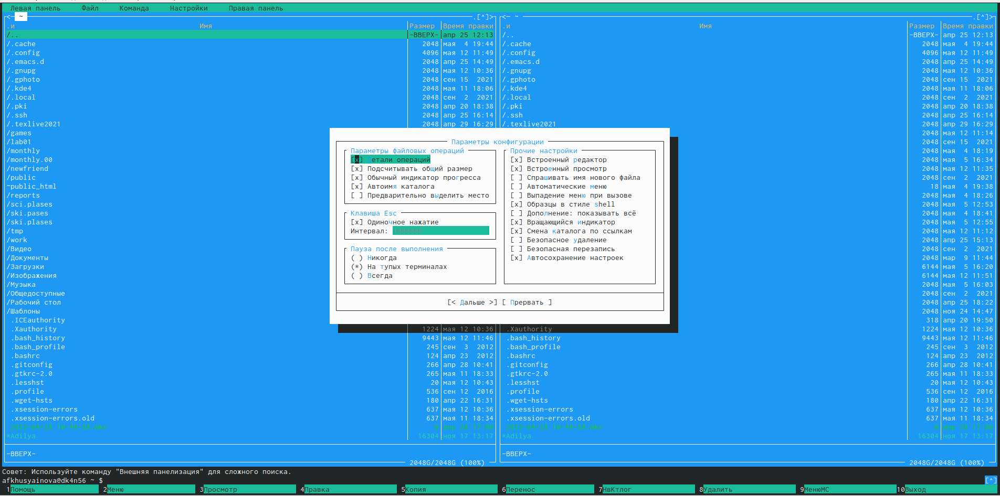 Левая панель Файл Команда Настройки Правая панель
<─ ~ .[^]> <─ ~ .[^]>
.и Имя Размер Время правки .и Имя Размер Время правки
/.. -ВВЕРХ- апр 25 12:13 /.. -ВВЕРХ- апр 25 12:13
/.cache 2048 мая 4 19:44 /.cache 2048 мая 4 19:44
/.config 4096 мая 12 11:49 /.config 4096 мая 12 11:49
/.emacs.d 2048 апр 25 14:49 /.emacs.d 2048 апр 25 14:49
/.gnupg 2048 мая 12 10:36 /.gnupg 2048 мая 12 10:36
/.gphoto 2048 сен 15 2021 /.gphoto 2048 сен 15 2021
/.kde4 2048 мая 11 18:06 /.kde4 2048 мая 11 18:06
/.local 2048 сен 2 2021 /.local 2048 сен 2 2021
/.pki 2048 апр 20 18:38 /.pki 2048 апр 20 18:38
/.ssh 2048 апр 25 16:14 /.ssh 2048 апр 25 16:14
/.texlive2021 2048 апр 29 16:29 /.texlive2021 2048 апр 29 16:29
/games 2048 мая 12 11:14
/lab01 2048 сен 15 2021
/monthly 2048 мая 4 18:19
/monthly.00 2048 мая 5 16:34
/newfriend 2048 мая 12 11:35
/public 2048 сен 2 2021
~public_html 18 мая 4 19:38
/reports 2048 мая 4 18:26
/sci.plases 2048 мая 5 12:53
/ski.pases 2048 мая 4 18:41
/ski.plases 2048 мая 5 12:55
/tmp 2048 мая 12 11:12
/work 2048 апр 25 15:13
/Видео 2048 сен 2 2021
/Документы 2048 мар 9 11:44
/Загрузки 6144 мая 5 16:20
/Изображения 6144 мая 12 11:51
/Музыка 2048 мая 5 16:03
/Общедоступные 2048 сен 2 2021
/Рабочий стол 2048 апр 25 18:22
/Шаблоны 2048 ноя 24 14:47
.ICEauthority 318 апр 20 19:50
.Xauthority 1224 мая 12 10:36 .Xauthority 1224 мая 12 10:36
.bash_history 9443 мая 12 11:46 .bash_history 9443 мая 12 11:46
.bash_profile 245 сен 3 2012 .bash_profile 245 сен 3 2012
.bashrc 124 апр 23 2012 .bashrc 124 апр 23 2012
.gitconfig 266 апр 28 10:41 .gitconfig 266 апр 28 10:41
.gtkrc-2.0 265 мая 11 18:33 .gtkrc-2.0 265 мая 11 18:33
.lesshst 20 мая 12 10:43 .lesshst 20 мая 12 10:43
.profile 536 сен 12 2016 .profile 536 сен 12 2016
.wget-hsts 180 апр 22 16:31 .wget-hsts 180 апр 22 16:31
.xsession-errors 637 мая 12 10:36 .xsession-errors 637 мая 12 10:36
.xsession-errors.old 637 мая 11 18:34 .xsession-errors.old 637 мая 11 18:34
*Adilya 16304 ноя 17 13:17 *Adilya 16304 ноя 17 13:17
-ВВЕРХ- -ВВЕРХ-
2048G/2048G (100%) 2048G/2048G (100%)
Параметры конфигурации
Параметры файловых операций
[x] Детали операций
[x] Подсчитывать общий размер
[x] Обычный индикатор прогресса
[x] Автоимя каталога
[ ] Предварительно выделить место
Клавиша Esc
[x] Одиночное нажатие
Интервал: 1000000
Пауза после выполнения
( ) Никогда
(*) На тупых терминалах
( ) Всегда
Прочие настройки
[x] Встроенный редактор
[x] Встроенный просмотр
[ ] Спрашивать имя нового файла
[ ] Автоматические меню
[ ] Выпадение меню при вызове
[x] Образцы в стиле shell
[ ] Дополнение: показывать всё
[x] Вращающийся индикатор
[x] Смена каталога по ссылкам
[ ] Безопасное удаление
[ ] Безопасная перезапись
[x] Автосохранение настроек
[< Дальше >] [ Прервать ]
Совет: Используйте команду "Внешняя панелизация" для сложного поиска.
afkhusyainova@dk4n56 ~ $ [^]
1Помощь 2Меню 3Просмотр 4Правка 5Копия 6Перенос 7НвКтлог 8Удалить 9МенюМС 10Выход